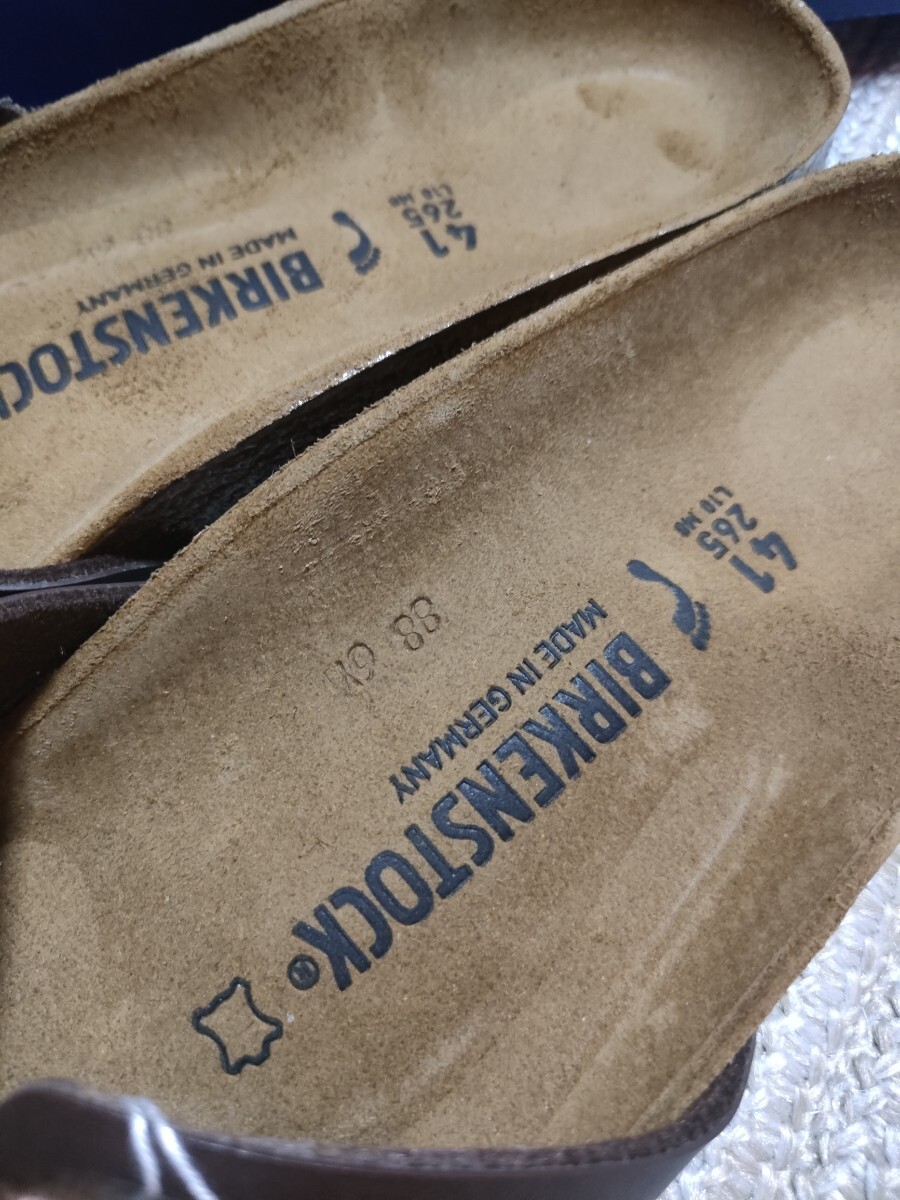 41
265
L10 M8
BIRKENSTOCK
MADE IN GERMANY
41
265
L10 M8
BIRKENSTOCK®
MADE IN GERMANY
88